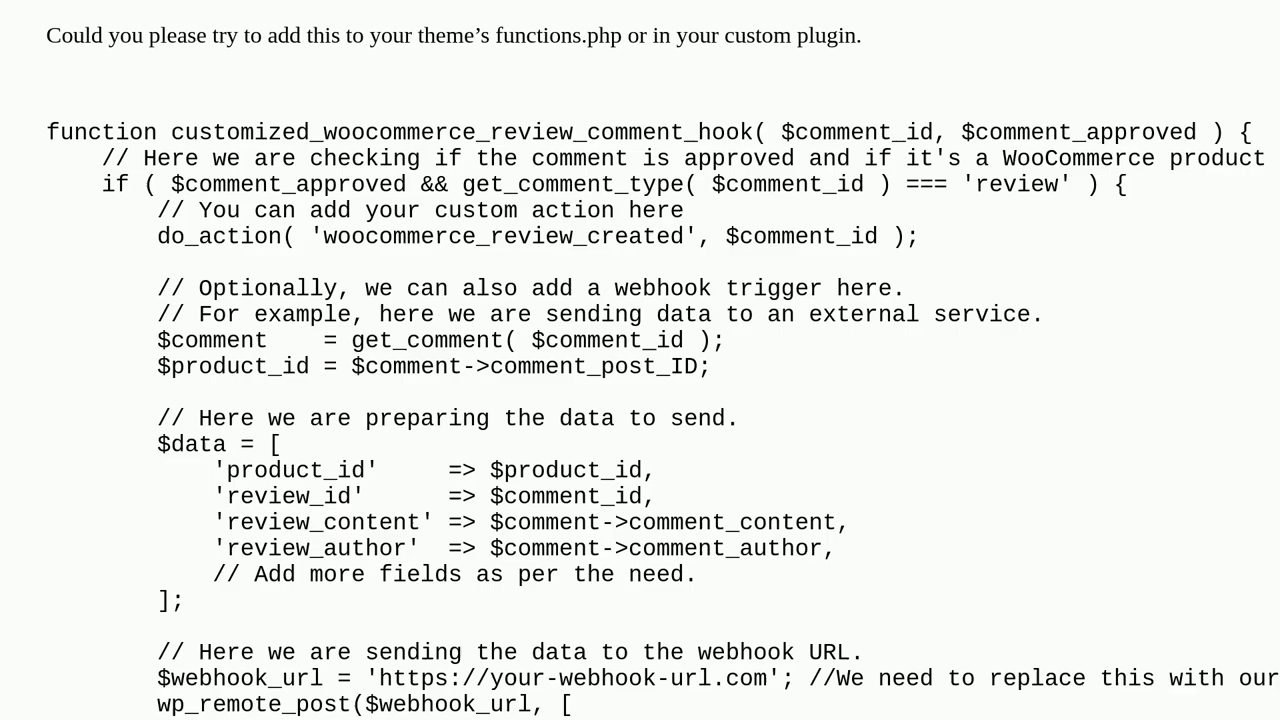 Could you please try to add this to your theme’s functions.php or in your custom plugin.
function customized_woocommerce_review_comment_hook( $comment_id, $comment_approved ) {
    // Here we are checking if the comment is approved and if it's a WooCommerce product
    if ( $comment_approved && get_comment_type( $comment_id ) === 'review' ) {
        // You can add your custom action here
        do_action( 'woocommerce_review_created', $comment_id );
        // Optionally, we can also add a webhook trigger here.
        // For example, here we are sending data to an external service.
        $comment    = get_comment( $comment_id );
        $product_id = $comment->comment_post_ID;
        // Here we are preparing the data to send.
        $data = [
            'product_id'     => $product_id,
            'review_id'      => $comment_id,
            'review_content' => $comment->comment_content,
            'review_author'  => $comment->comment_author,
            // Add more fields as per the need.
        ];
        // Here we are sending the data to the webhook URL.
        $webhook_url = 'https://your-webhook-url.com'; //We need to replace this with our
        wp_remote_post($webhook_url, [